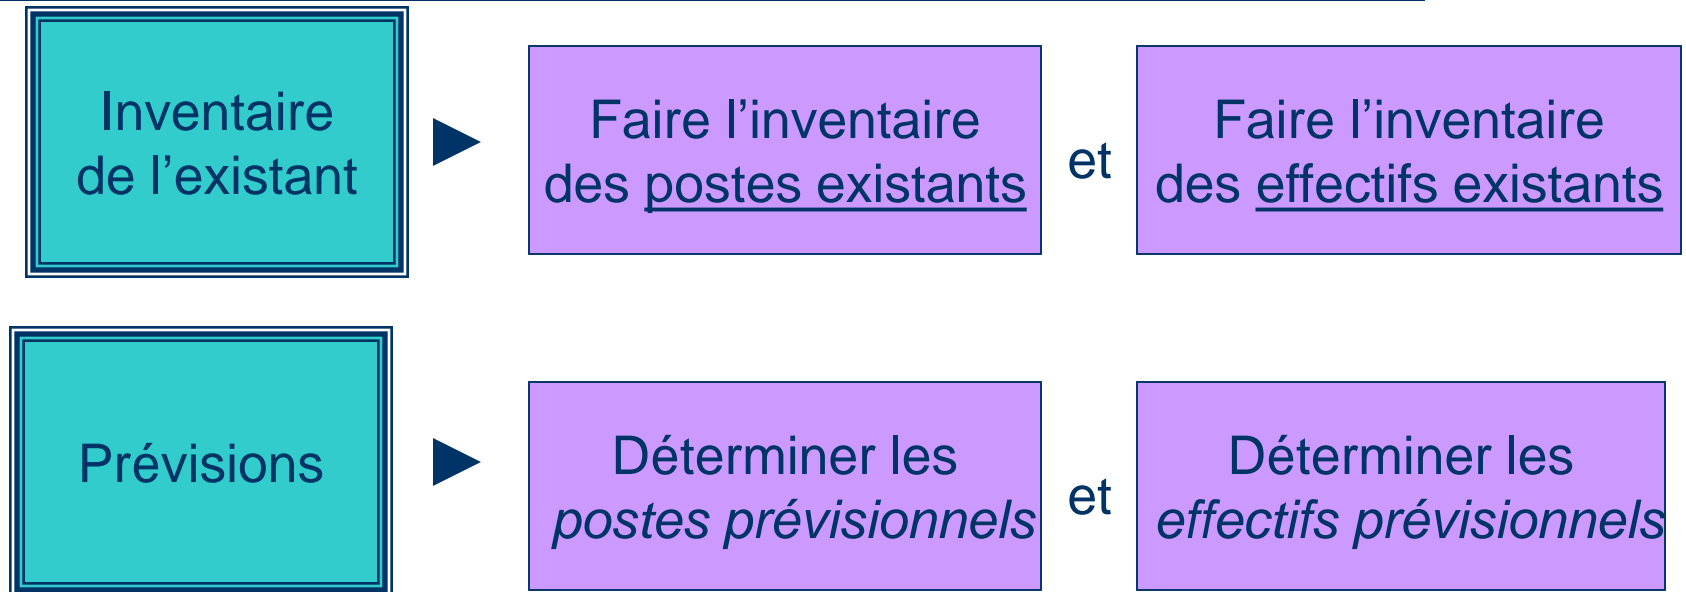 Inventaire
de l’existant
Faire l’inventaire
des postes existants
et
Faire l’inventaire
des effectifs existants
Prévisions
Déterminer les
postes prévisionnels
et
Déterminer les
effectifs prévisionnels